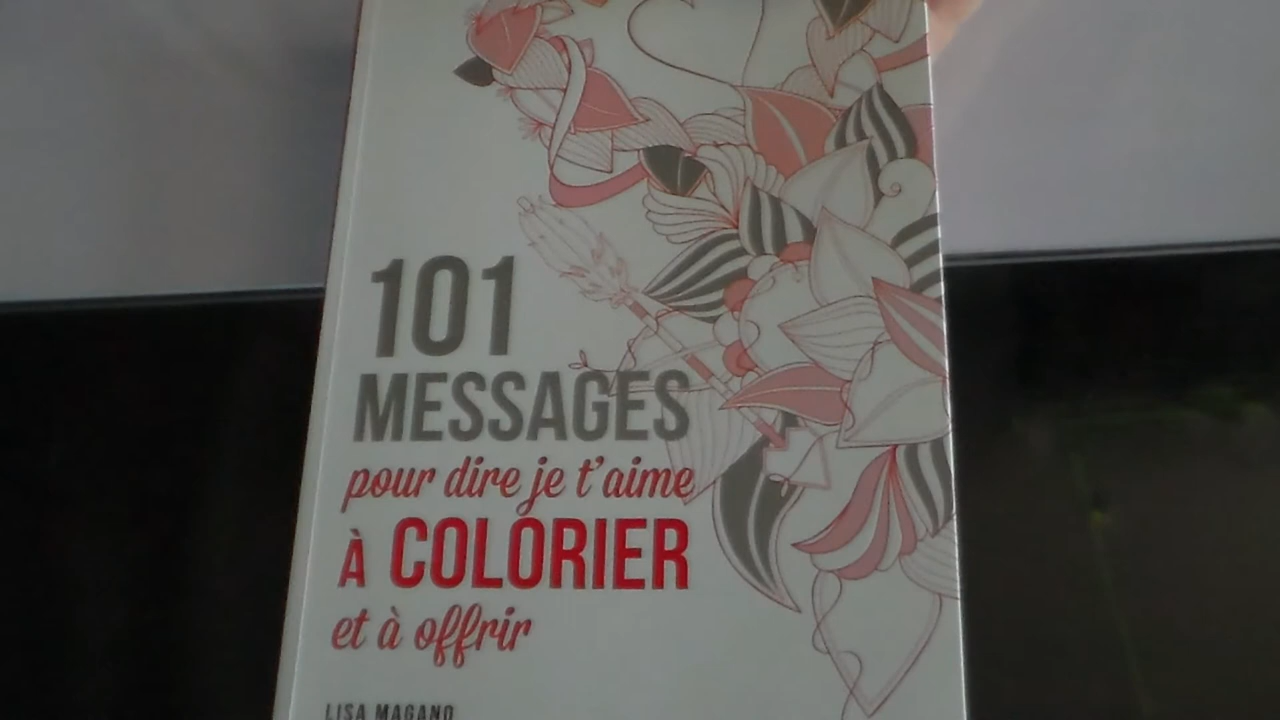 101
MESSAGES
pour dire je t'aime
À COLORIER
et à offrir
LISA MAGANO